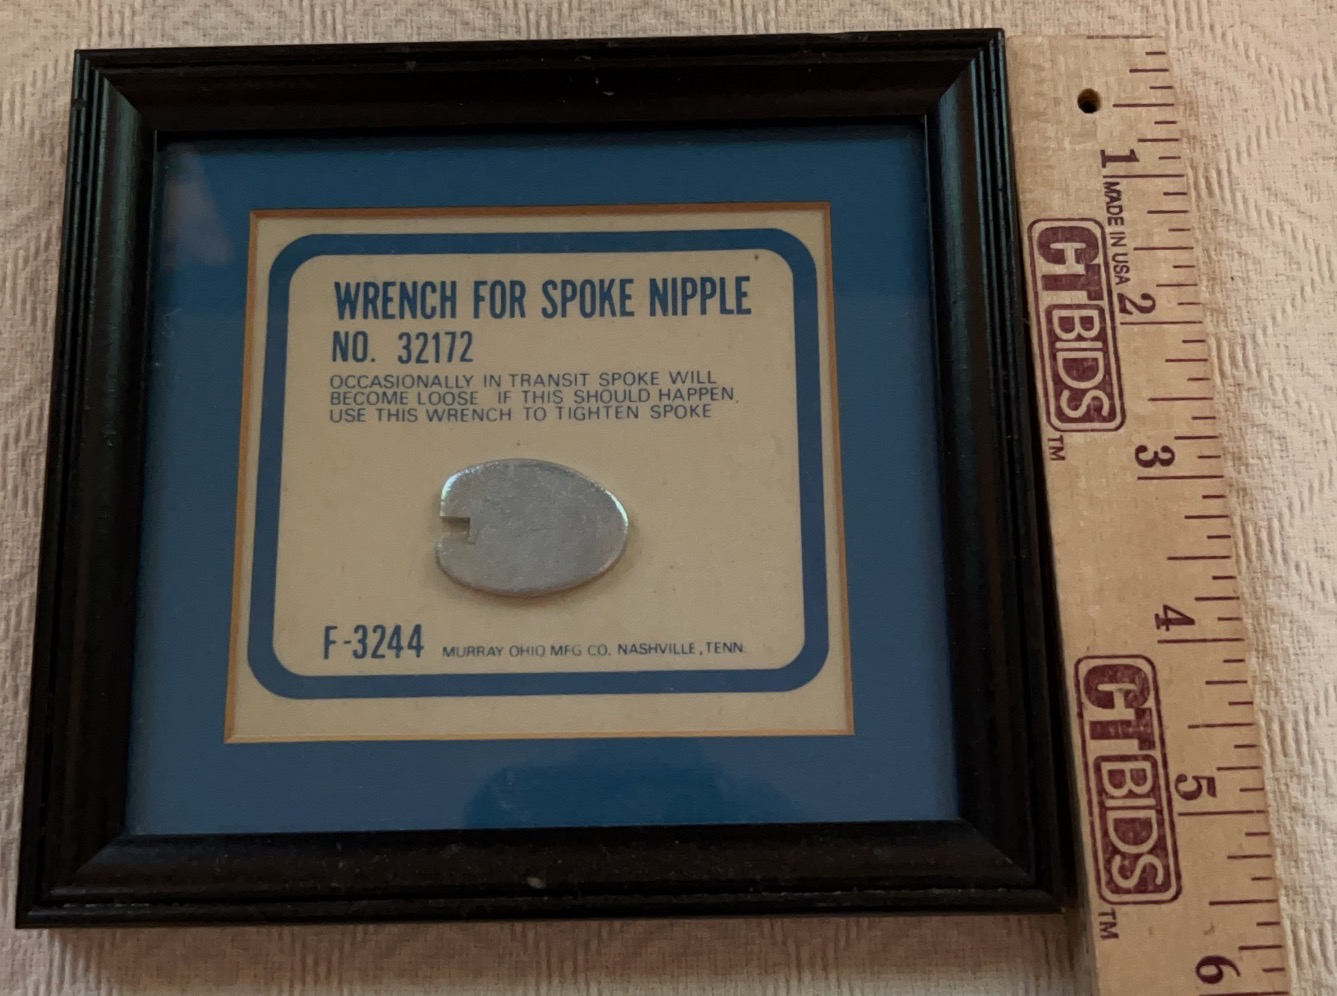 WRENCH FOR SPOKE NIPPLE
NO. 32172
OCCASIONALLY IN TRANSIT SPOKE WILL
BECOME LOOSE IF THIS SHOULD HAPPEN,
USE THIS WRENCH TO TIGHTEN SPOKE
F-3244 MURRAY OHIO MFG CO. NASHVILLE, TENN.
1
MADE IN USA
2
CTBIDS
TM
3
4
CTBIDS
TM
5
6